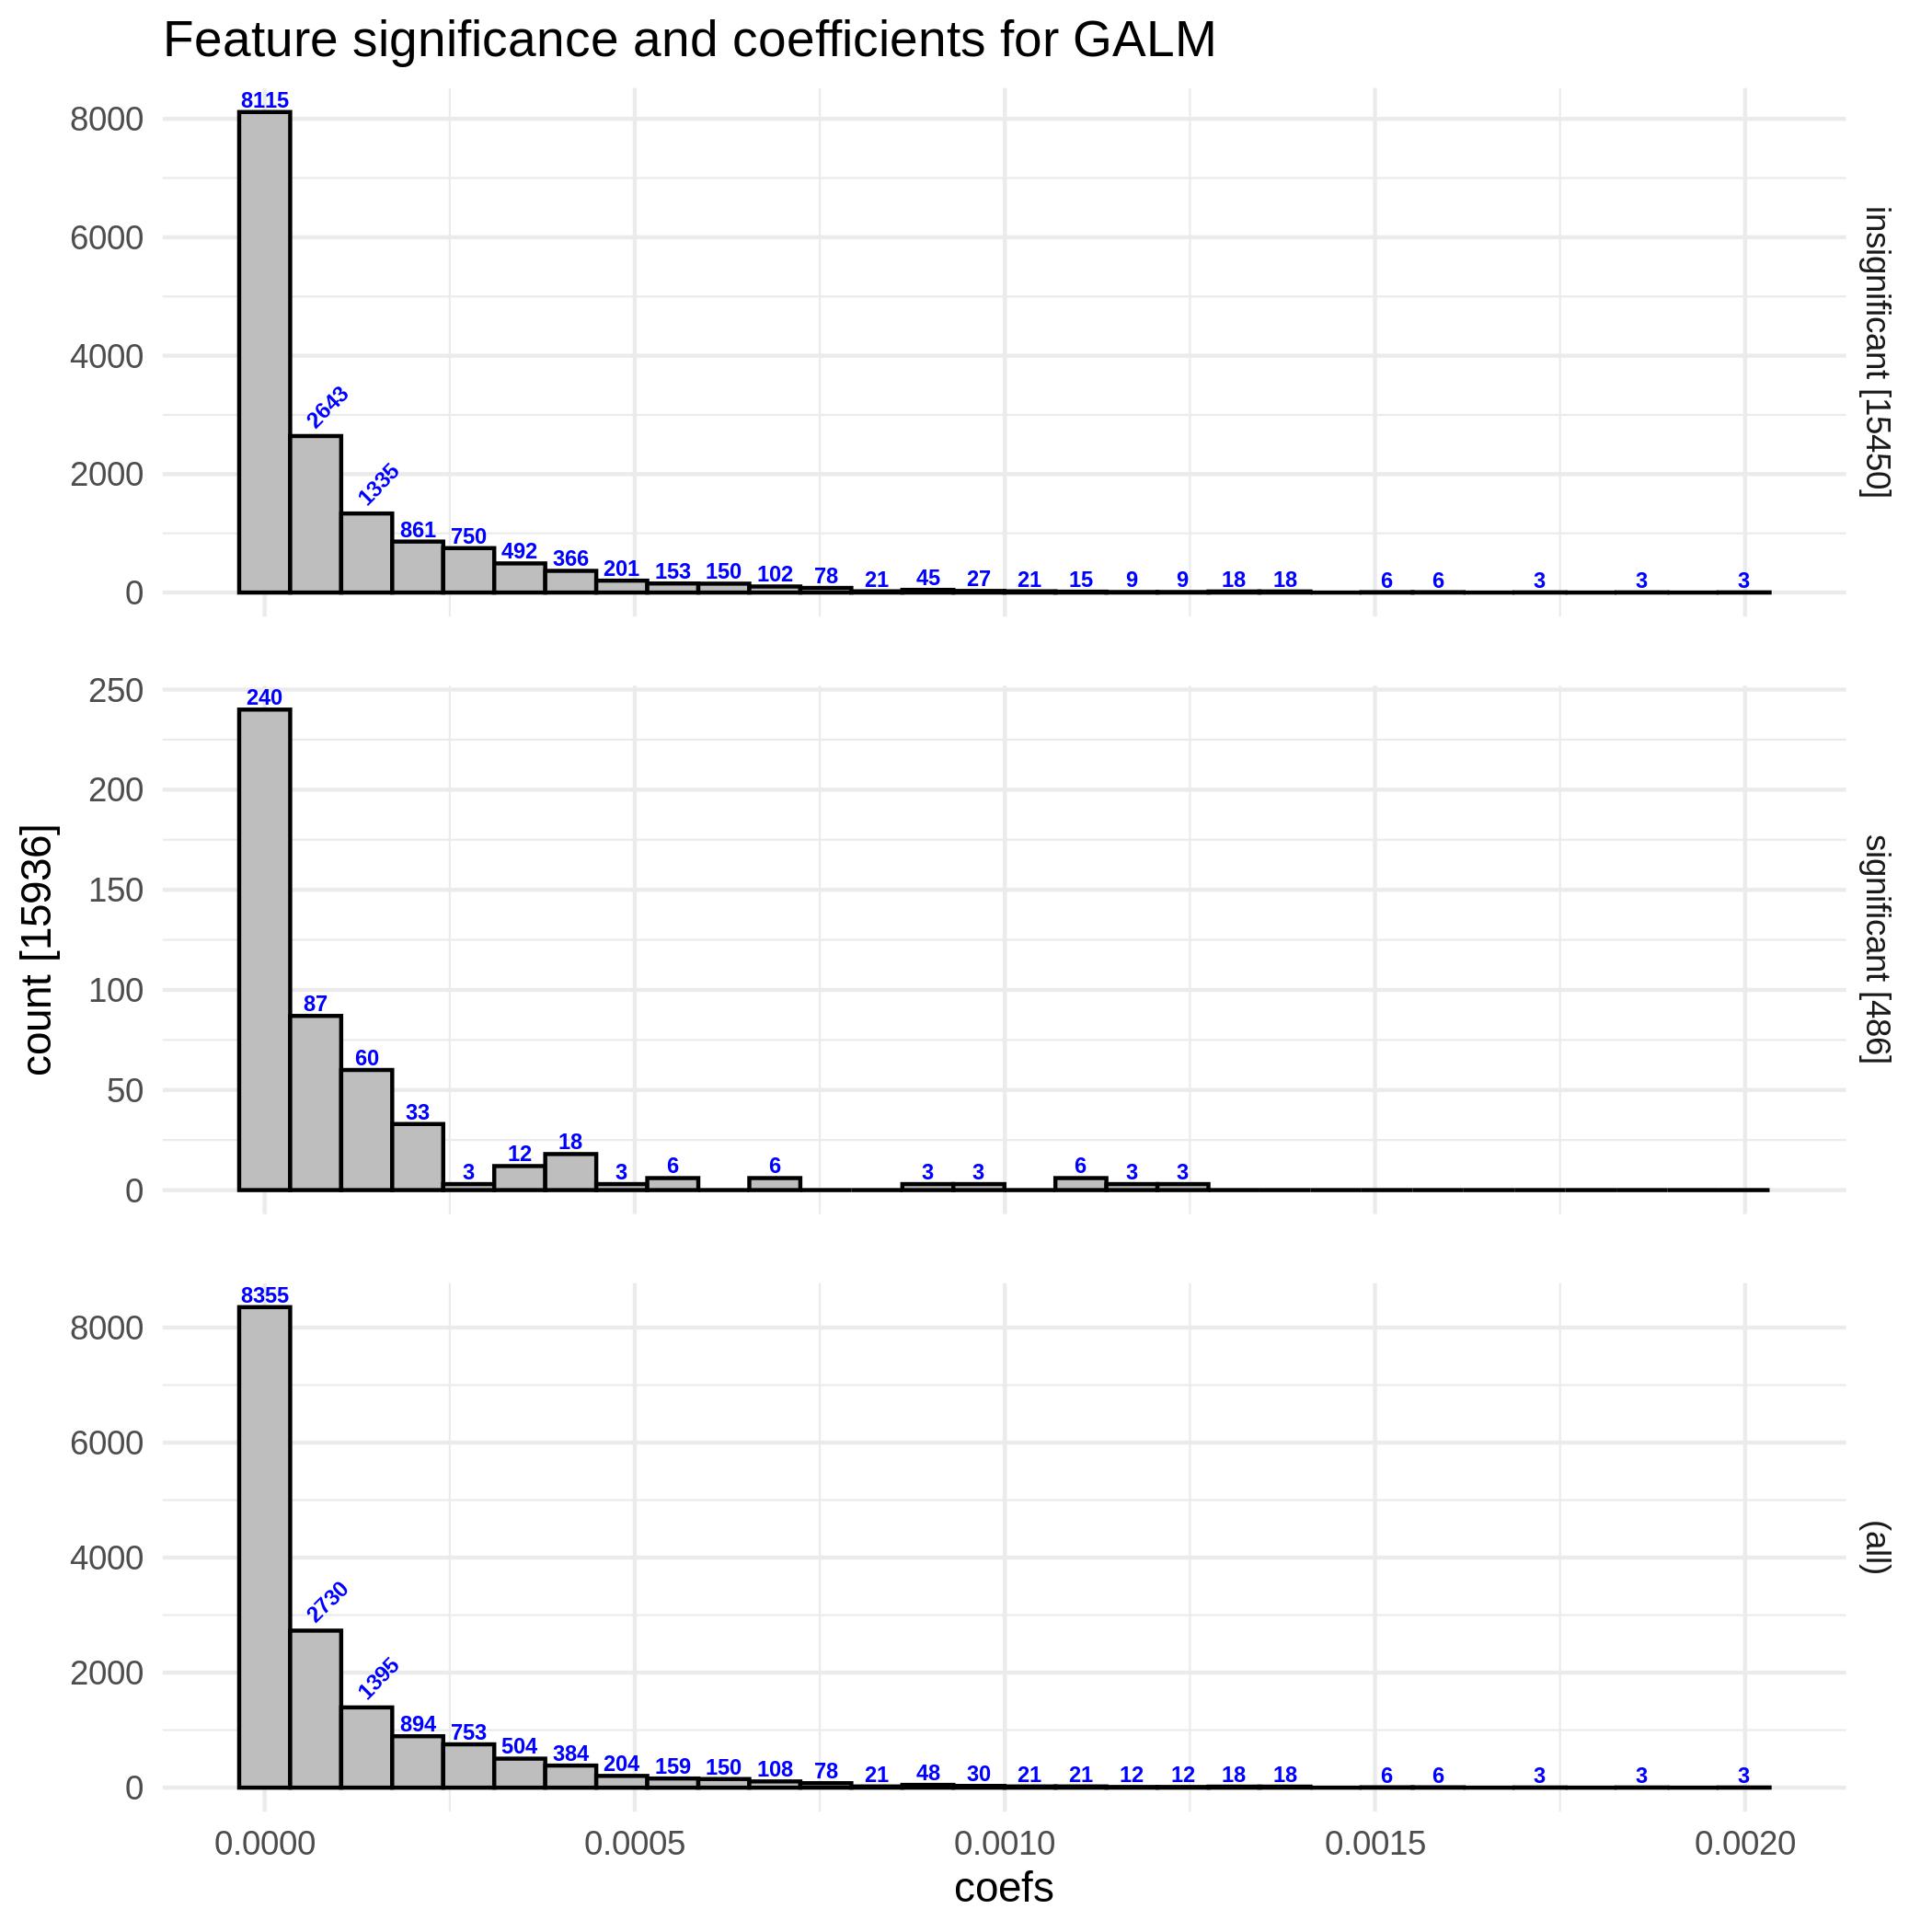 Feature significance and coefficients for GALM
8115
8000
6000
4000
2000
0
2643
1335
861 750 492 366 201 153 150 102 78 21 45 27 21 15 9 9 18 18 6 6 3 3 3
insignificant [15450]
count [15936]
250
200
150
100
50
0
240
87
60
33
3 12 18 3 6 6 3 3 6 3 3
significant [486]
8355
8000
6000
4000
2000
0
2730
1395
894 753 504 384 204 159 150 108 78 21 48 30 21 21 12 12 18 18 6 6 3 3 3
(all)
0.0000 0.0005 0.0010 0.0015 0.0020
coefs